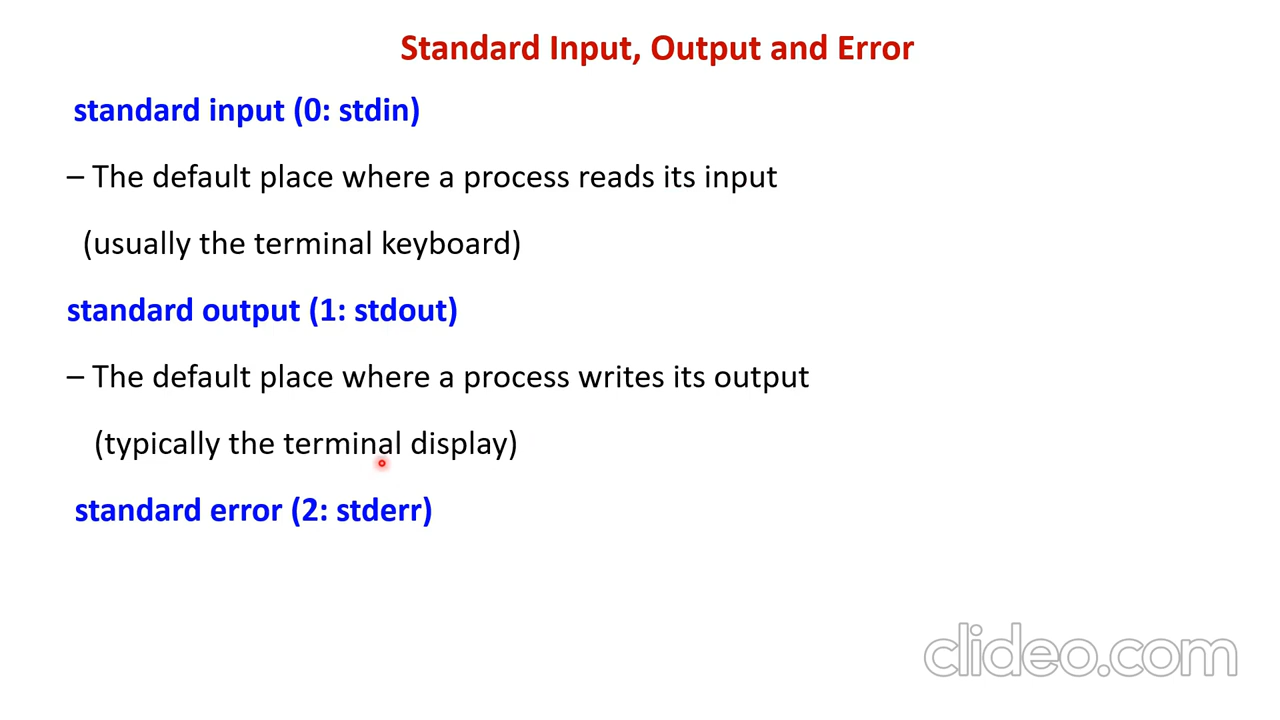 Standard Input, Output and Error
standard input (0: stdin)
– The default place where a process reads its input
(usually the terminal keyboard)
standard output (1: stdout)
– The default place where a process writes its output
(typically the terminal display)
standard error (2: stderr)
clideo.com